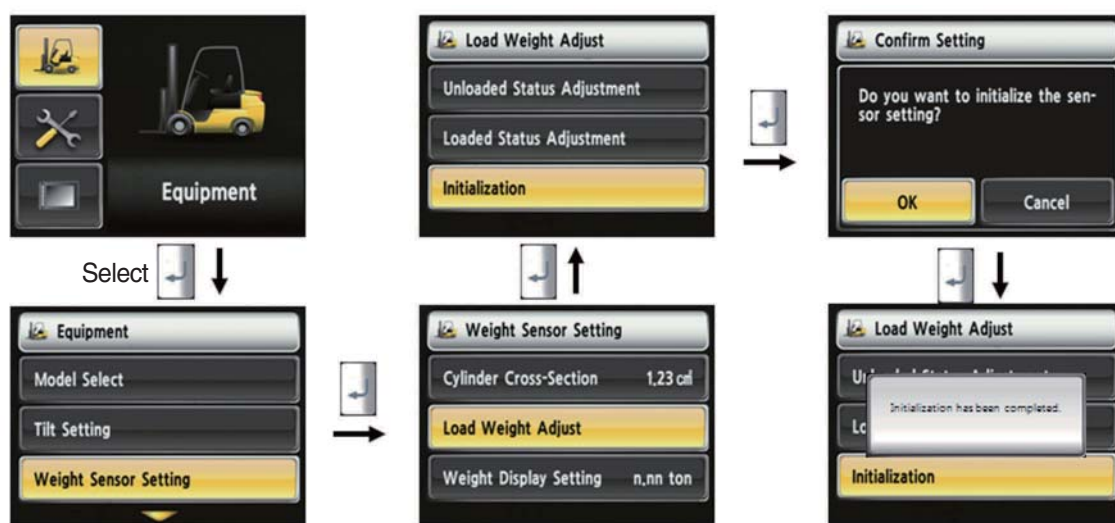 Equipment
Select
Equipment
Model Select
Tilt Setting
Weight Sensor Setting
Weight Sensor Setting
Cylinder Cross-Section 1.23 ㎠
Load Weight Adjust
Weight Display Setting n.nn ton
Load Weight Adjust
Unloaded Status Adjustment
Loaded Status Adjustment
Initialization
Confirm Setting
Do you want to initialize the sen-
sor setting?
OK Cancel
Load Weight Adjust
Initialization has been completed.
Initialization